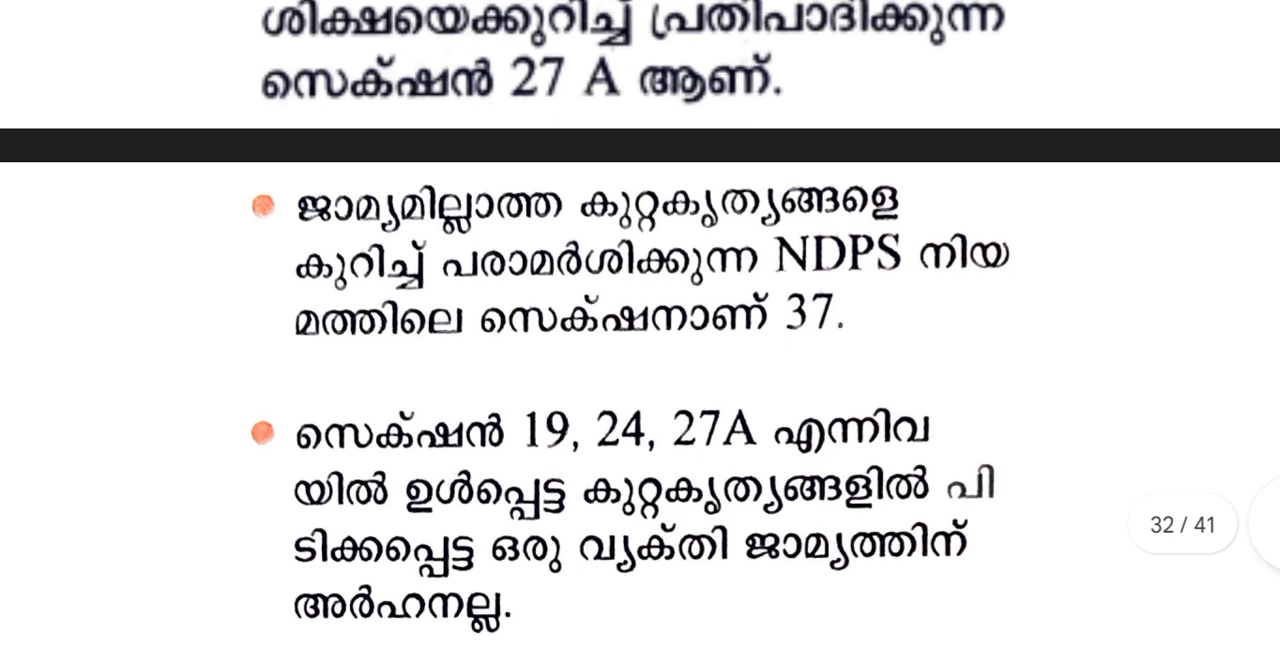 ശിക്ഷയെക്കുറിച്ച് പ്രതിപാദിക്കുന്ന
സെക്‌ഷൻ 27 A ആണ്.
ജാമ്യമില്ലാത്ത കുറ്റകൃത്യങ്ങളെ
കുറിച്ച് പരാമർശിക്കുന്ന NDPS നിയ
മത്തിലെ സെക്‌ഷനാണ് 37.
സെക്‌ഷൻ 19, 24, 27A എന്നിവ
യിൽ ഉൾപ്പെട്ട കുറ്റകൃത്യങ്ങളിൽ പി
ടിക്കപ്പെട്ട ഒരു വ്യക്തി ജാമ്യത്തിന്
അർഹനല്ല.
32 / 41